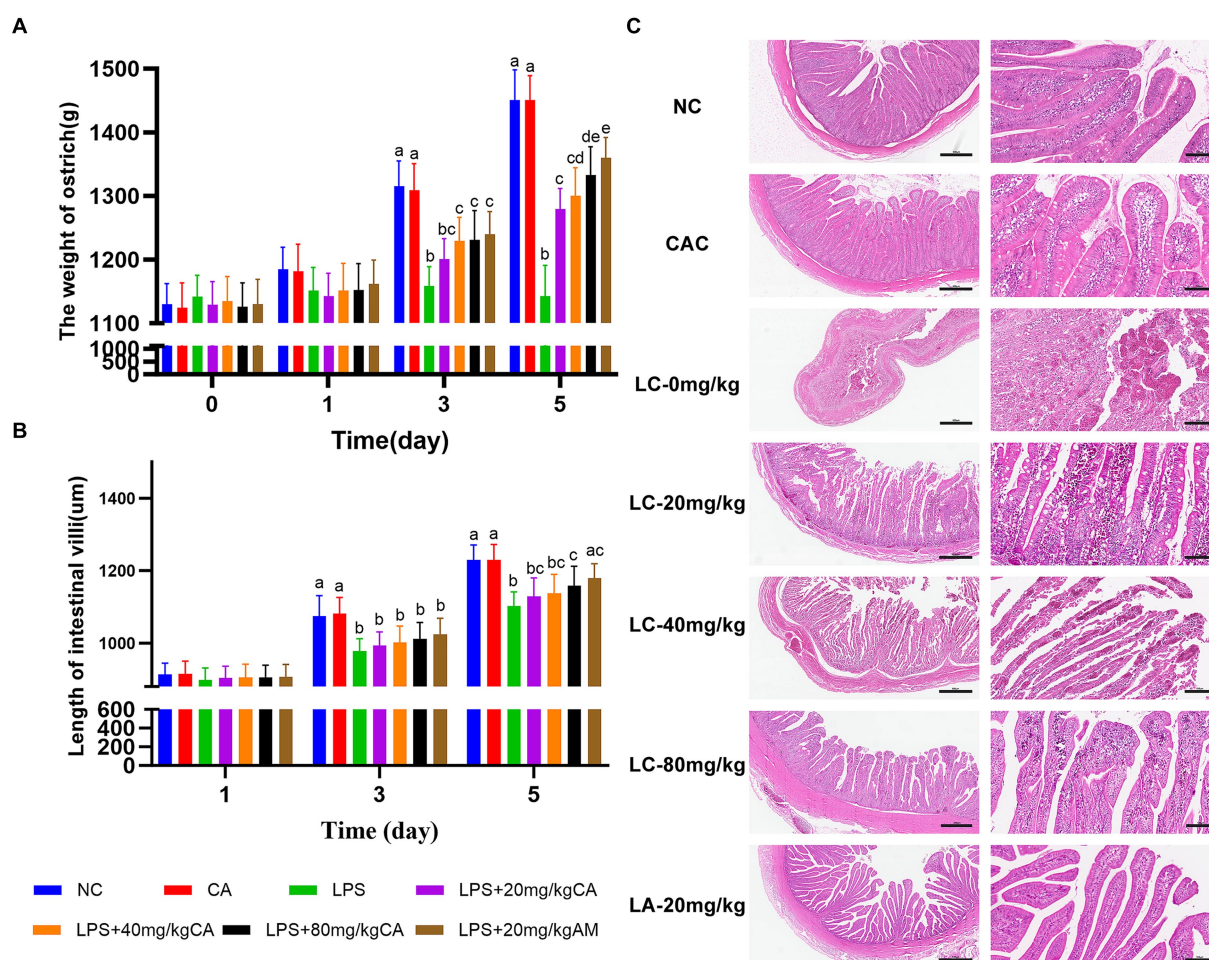 A
The weight of ostrich(g)
1500
1400
1300
1200
1100
1000
500
0
a a
a a b bc c c c
a a b c cd de e
0 1 3 5
Time(day)
B
Length of intestinal villi(um)
1400
1200
1000
600
400
200
0
a a b b b b b
a a b bc bc c ac
1 3 5
Time (day)
NC CA LPS LPS+20mg/kgCA
LPS+40mg/kgCA LPS+80mg/kgCA LPS+20mg/kgAM
C
NC
CAC
LC-0mg/kg
LC-20mg/kg
LC-40mg/kg
LC-80mg/kg
LA-20mg/kg